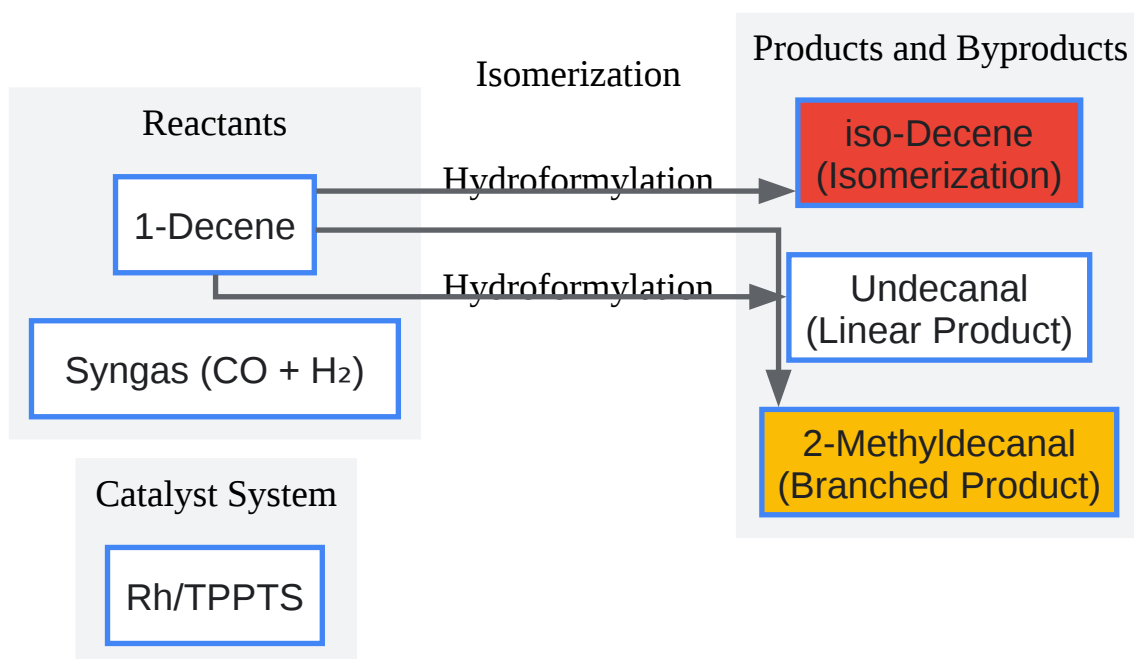 Isomerization
Products and Byproducts
Reactants
iso-Decene
(Isomerization)
Hydroformylation
1-Decene
Hydroformylation
Undecanal
(Linear Product)
Syngas (CO + H₂)
2-Methyldecanal
(Branched Product)
Catalyst System
Rh/TPPTS